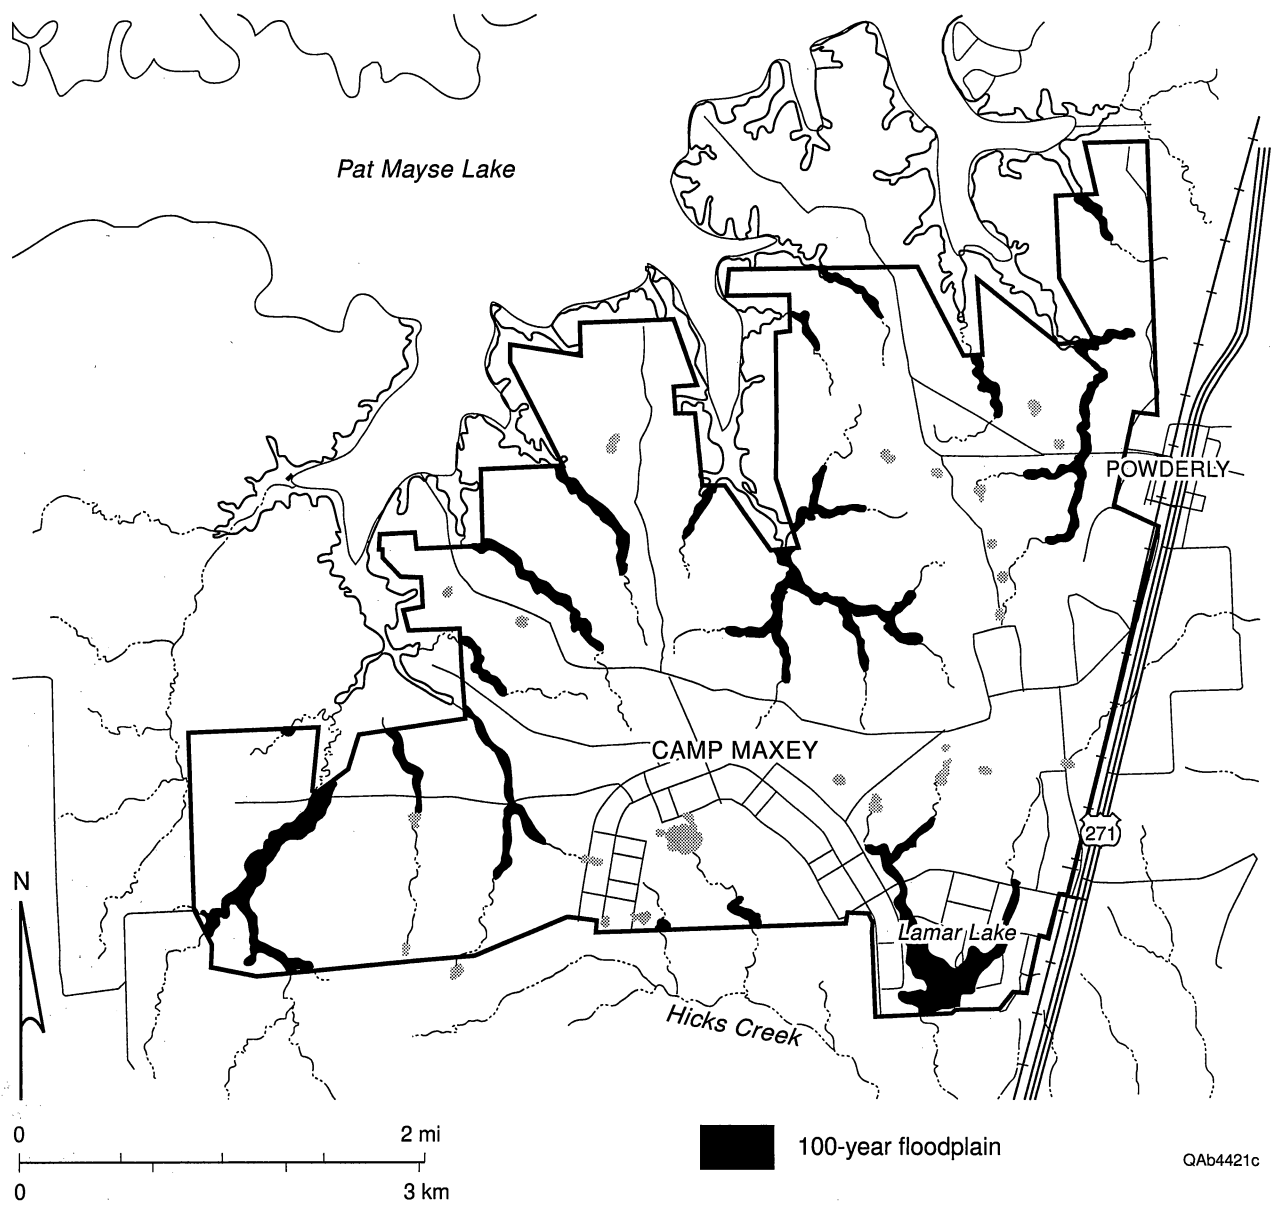 Pat Mayse Lake
POWDERLY
CAMP MAXEY
271
N
Lamar Lake
Hicks Creek
0
2 mi
0
3 km
100-year floodplain
QAb4421c